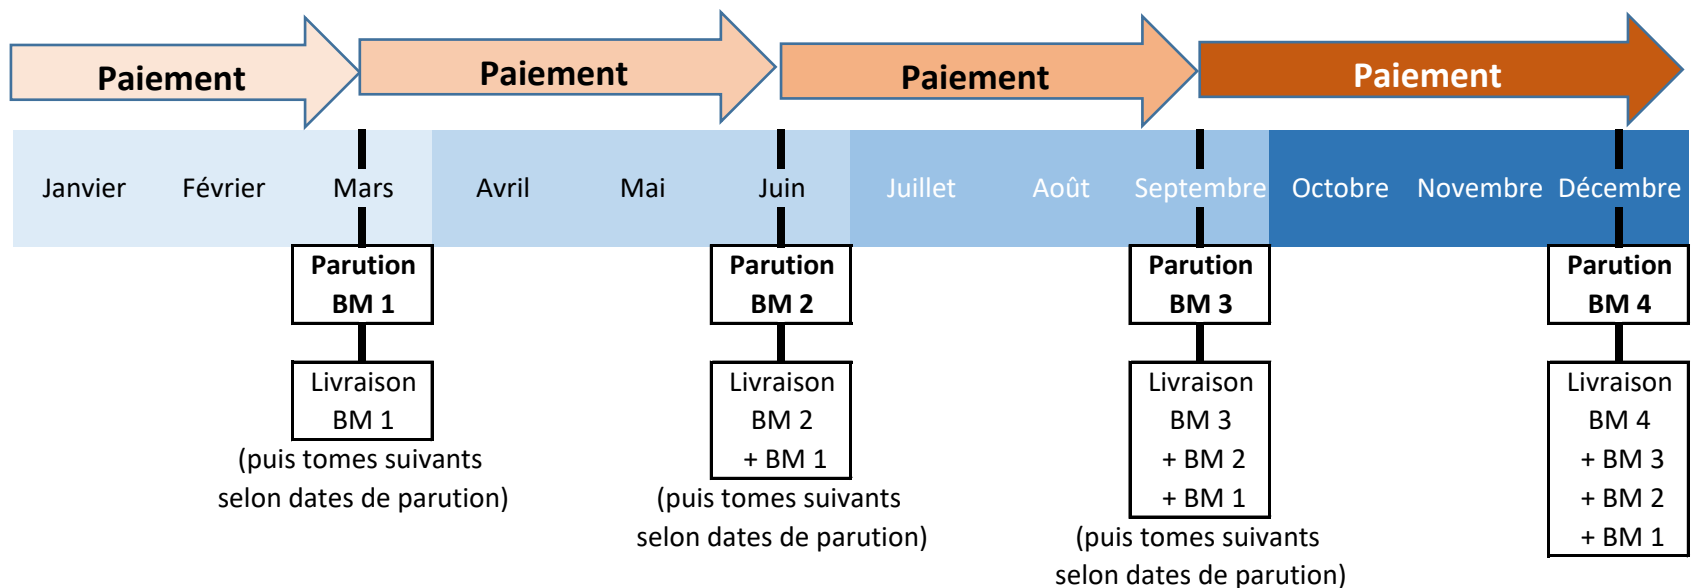 Paiement
Paiement
Paiement
Paiement
Janvier
Février
Mars
Avril
Mai
Juin
Juillet
Août
Septembre
Octobre
Novembre
Décembre
Parution
BM 1
Parution
BM 2
Parution
BM 3
Parution
BM 4
Livraison
BM 1
(puis tomes suivants
selon dates de parution)
Livraison
BM 2
+ BM 1
(puis tomes suivants
selon dates de parution)
Livraison
BM 3
+ BM 2
+ BM 1
(puis tomes suivants
selon dates de parution)
Livraison
BM 4
+ BM 3
+ BM 2
+ BM 1